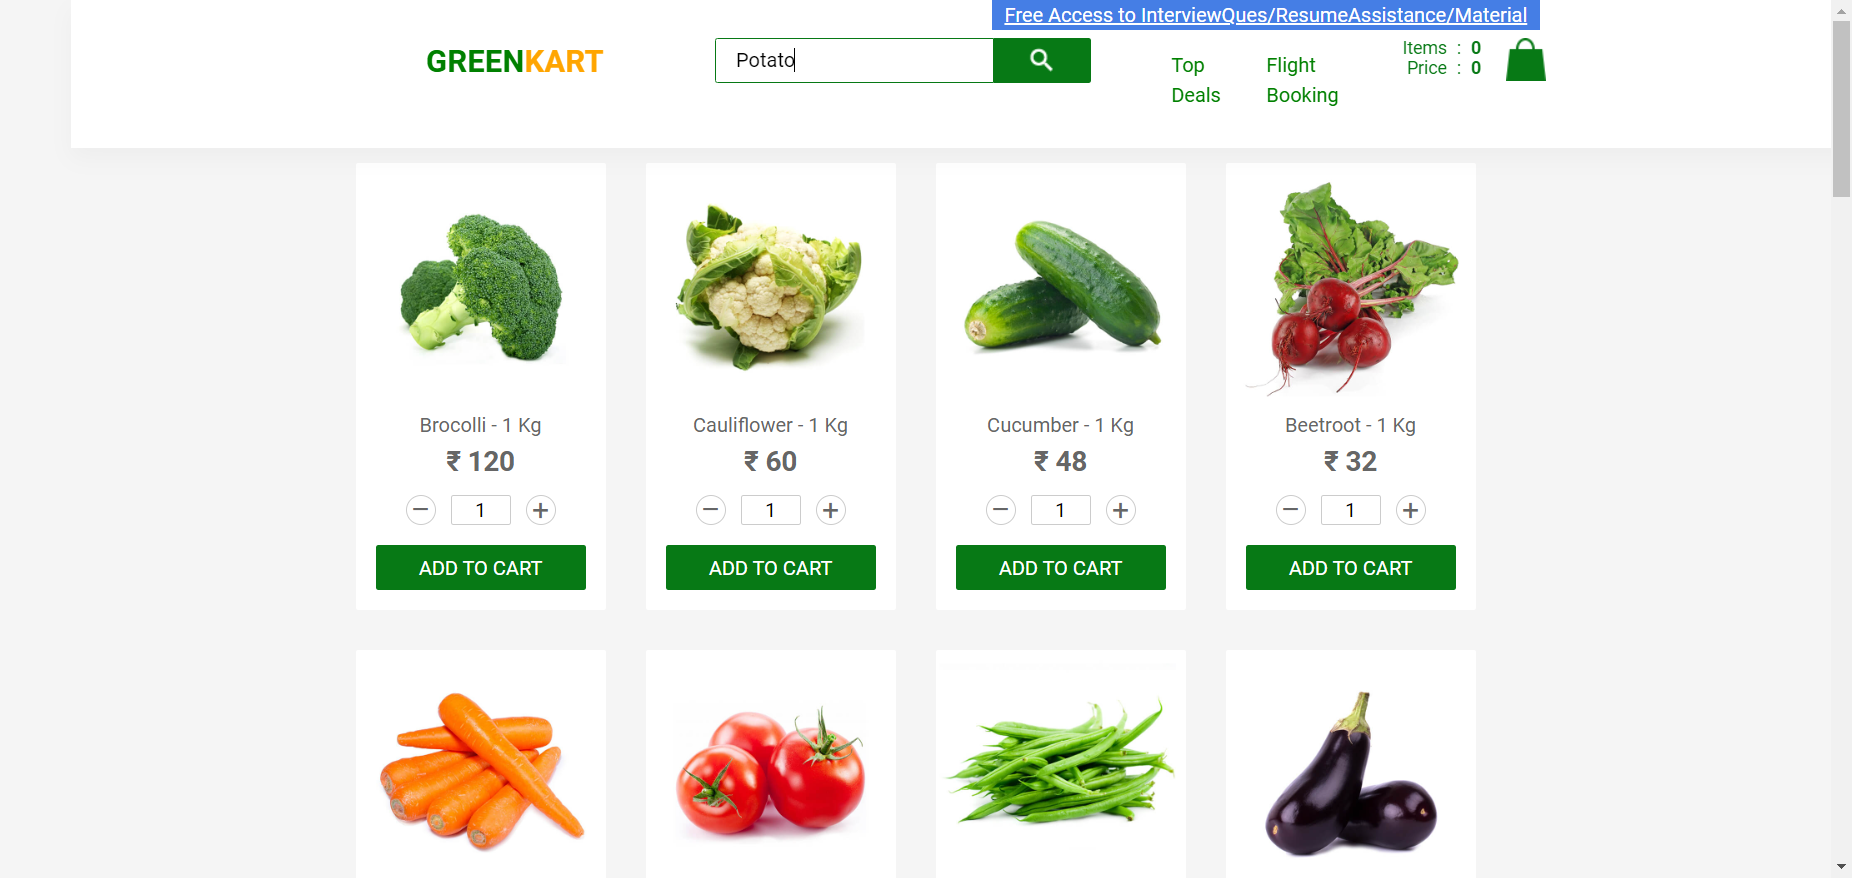 Free Access to InterviewQues/ResumeAssistance/Material
GREENKART
Potato
Top
Deals
Flight
Booking
Items : 0
Price : 0
Brocolli - 1 Kg
₹ 120
− 1 +
ADD TO CART
Cauliflower - 1 Kg
₹ 60
− 1 +
ADD TO CART
Cucumber - 1 Kg
₹ 48
− 1 +
ADD TO CART
Beetroot - 1 Kg
₹ 32
− 1 +
ADD TO CART